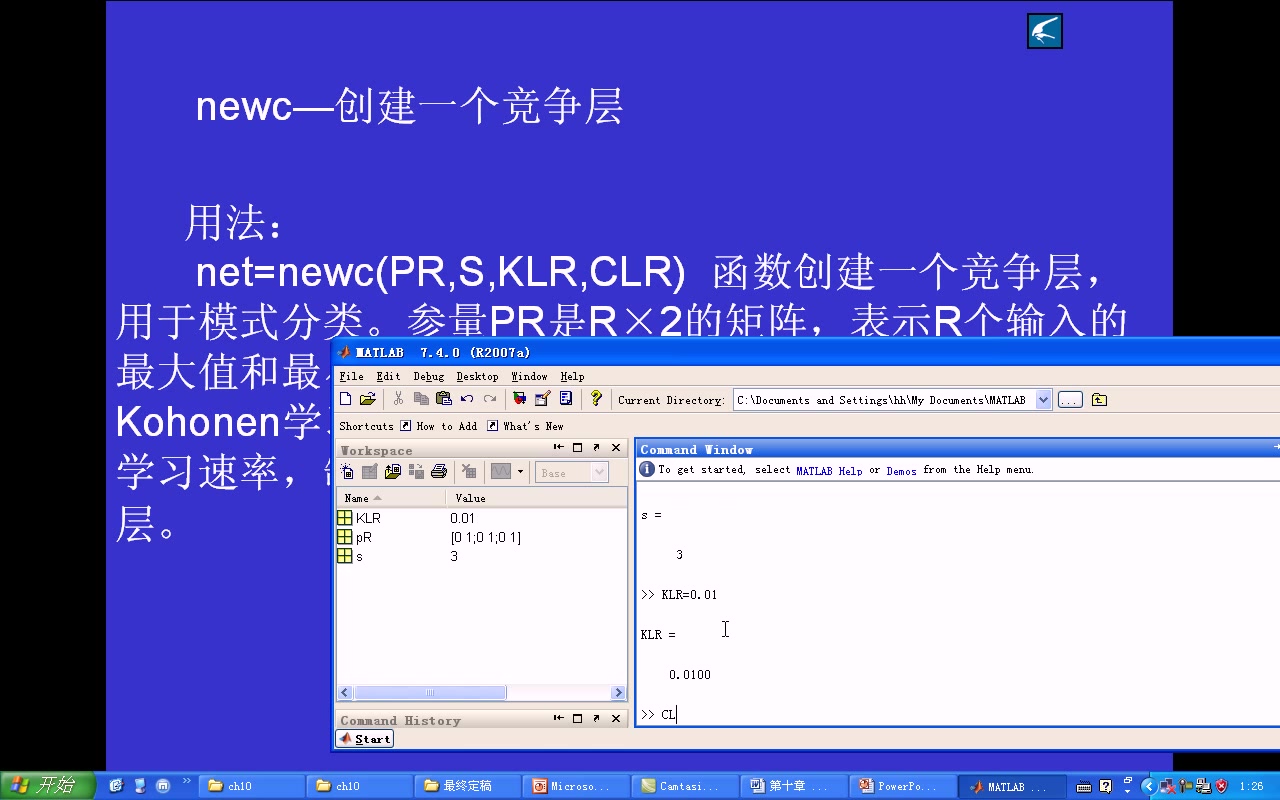 newc—创建一个竞争层
用法：
net=newc(PR,S,KLR,CLR) 函数创建一个竞争层，
用于模式分类。参量PR是R×2的矩阵，表示R个输入的
最大值和最
Kohonen学
学习速率，
层。
MATLAB 7.4.0 (R2007a)
File Edit Debug Desktop Window Help
Current Directory: C:\Documents and Settings\hh\My Documents\MATLAB ...
Shortcuts How to Add What's New
Workspace
Base
Name Value
KLR 0.01
pR [0 1;0 1;0 1]
s 3
Command History
Start
Command Window
To get started, select MATLAB Help or Demos from the Help menu.
s =
3
>> KLR=0.01
KLR =
0.0100
>> CL
开始 ch10 ch10 最终定稿 Microso... Camtasi... 第十章 ... PowerPo... MATLAB ... 1:26